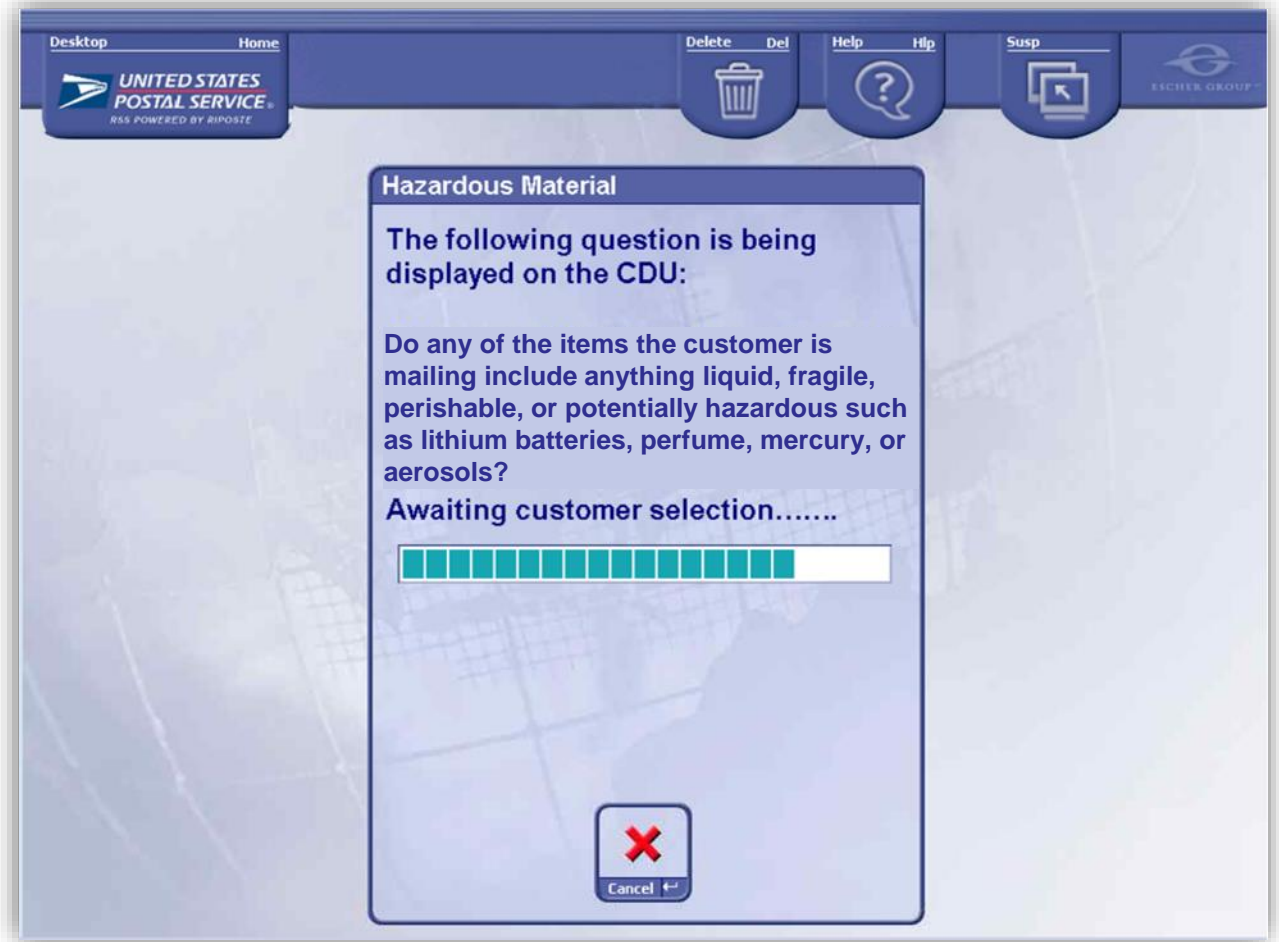 Desktop Home
Delete Del
Help Hlp
Susp
UNITED STATES
POSTAL SERVICE®
RSS POWERED BY RIPOSTE
ESCHER GROUP™
Hazardous Material
The following question is being
displayed on the CDU:
Do any of the items the customer is
mailing include anything liquid, fragile,
perishable, or potentially hazardous such
as lithium batteries, perfume, mercury, or
aerosols?
Awaiting customer selection.......
Cancel